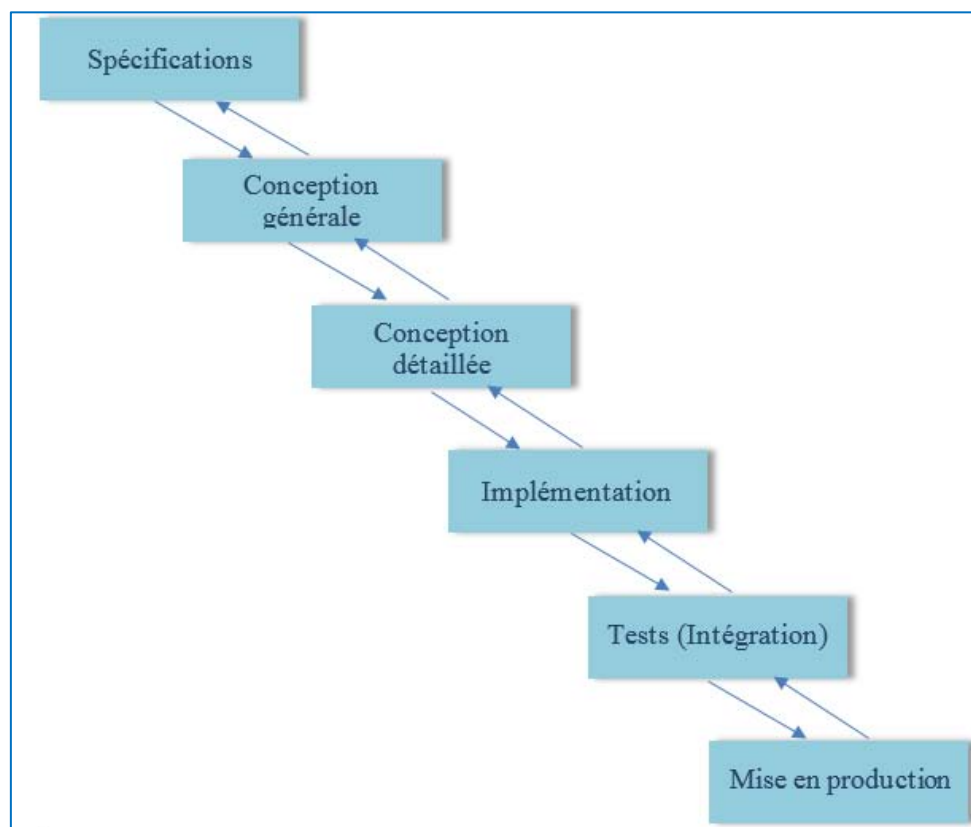 Spécifications
Conception
générale
Conception
détaillée
Implémentation
Tests (Intégration)
Mise en production